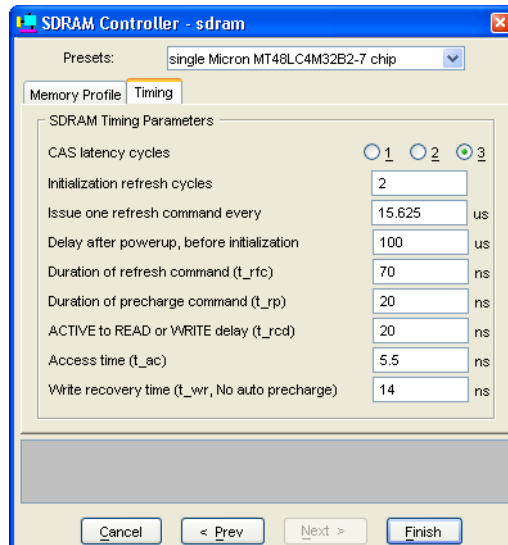 SDRAM Controller - sdram
Presets: single Micron MT48LC4M32B2-7 chip
Memory Profile Timing
SDRAM Timing Parameters
CAS latency cycles 1 2 3
Initialization refresh cycles 2
Issue one refresh command every 15.625 us
Delay after powerup, before initialization 100 us
Duration of refresh command (t_rfc) 70 ns
Duration of precharge command (t_rp) 20 ns
ACTIVE to READ or WRITE delay (t_rcd) 20 ns
Access time (t_ac) 5.5 ns
Write recovery time (t_wr, No auto precharge) 14 ns
Cancel < Prev Next > Finish